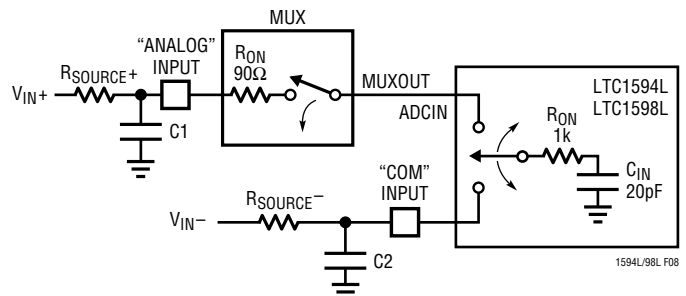 MUX
“ANALOG”
INPUT
RSOURCE+
VIN+
C1
RON
90Ω
MUXOUT
ADCIN
LTC1594L
LTC1598L
RON
1k
CIN
20pF
“COM”
INPUT
RSOURCE–
VIN–
C2
1594L/98L F08